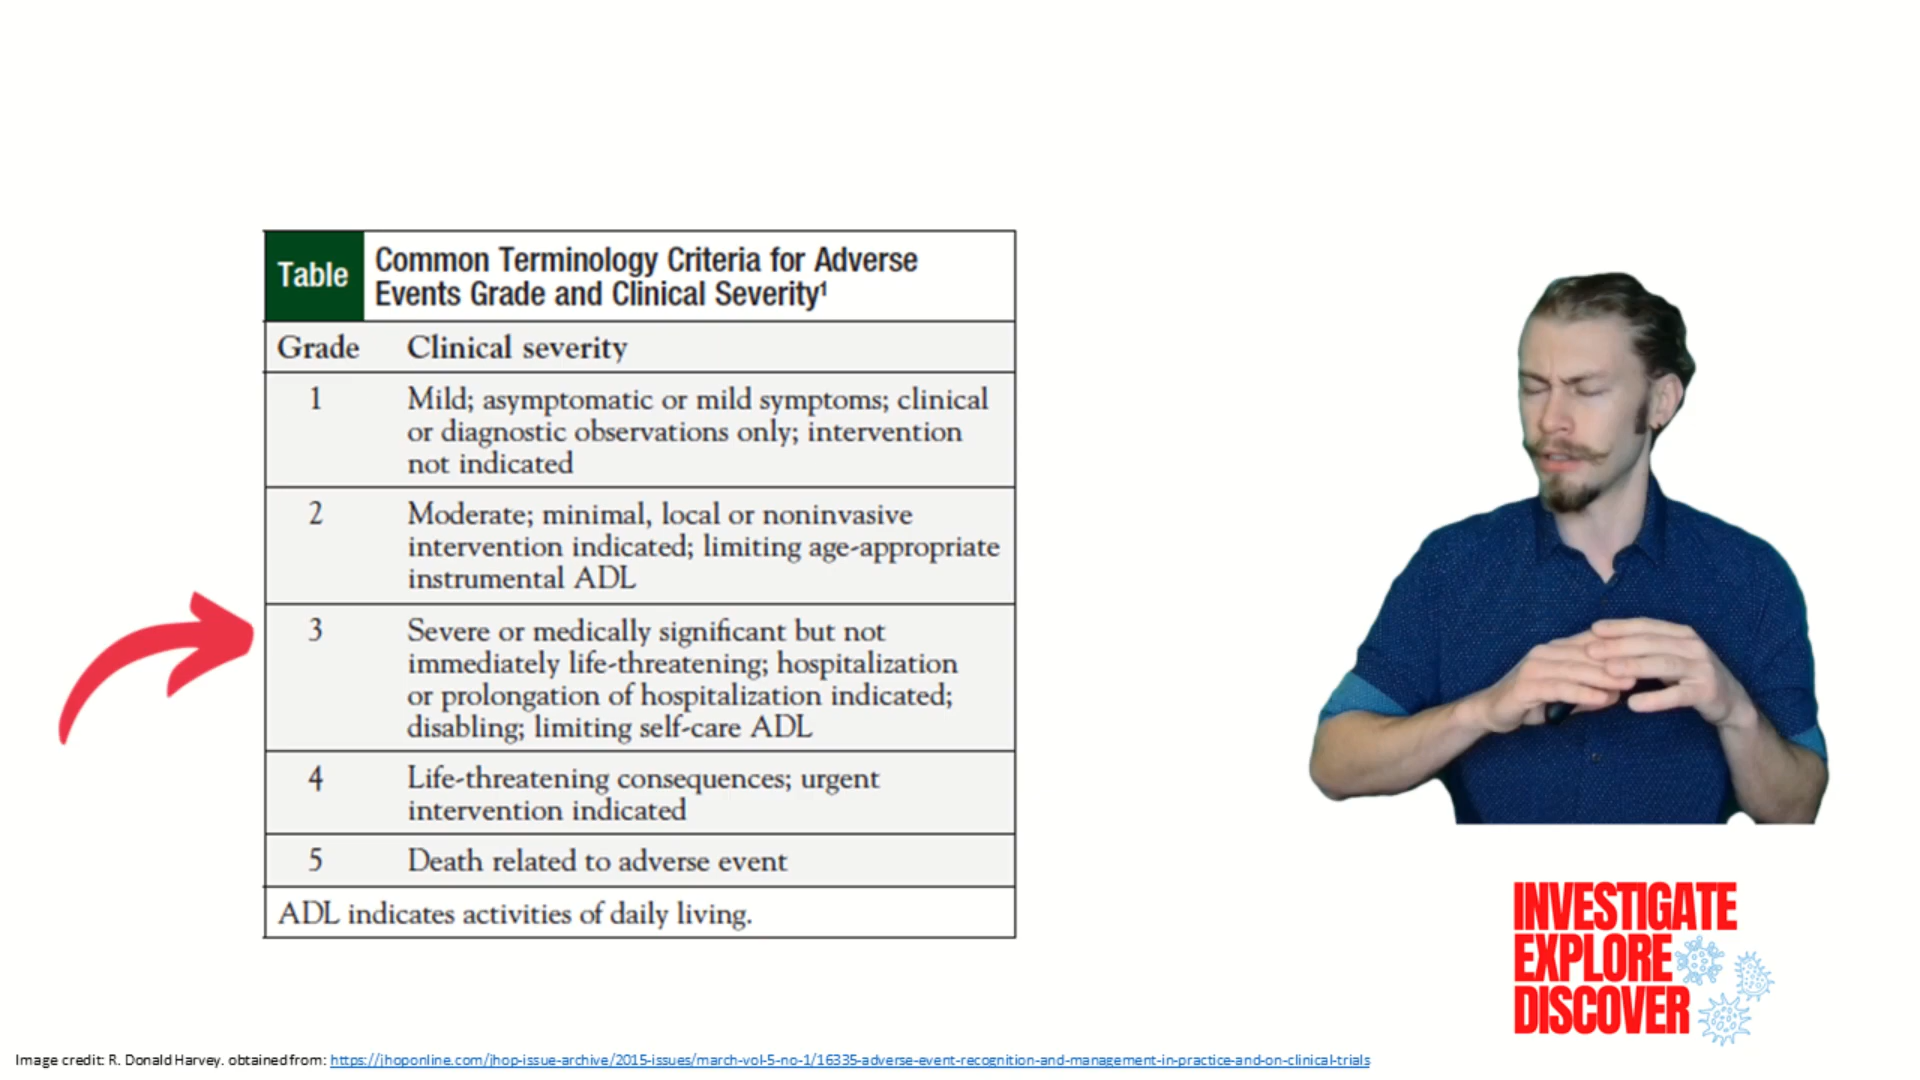 Table
Common Terminology Criteria for Adverse
Events Grade and Clinical Severity¹
Grade Clinical severity
1 Mild; asymptomatic or mild symptoms; clinical
or diagnostic observations only; intervention
not indicated
2 Moderate; minimal, local or noninvasive
intervention indicated; limiting age-appropriate
instrumental ADL
3 Severe or medically significant but not
immediately life-threatening; hospitalization
or prolongation of hospitalization indicated;
disabling; limiting self-care ADL
4 Life-threatening consequences; urgent
intervention indicated
5 Death related to adverse event
ADL indicates activities of daily living.
INVESTIGATE
EXPLORE
DISCOVER
Image credit: R. Donald Harvey. obtained from: https://jhoponline.com/jhop-issue-archive/2015-issues/march-vol-5-no-1/16335-adverse-event-recognition-and-management-in-practice-and-on-clinical-trials